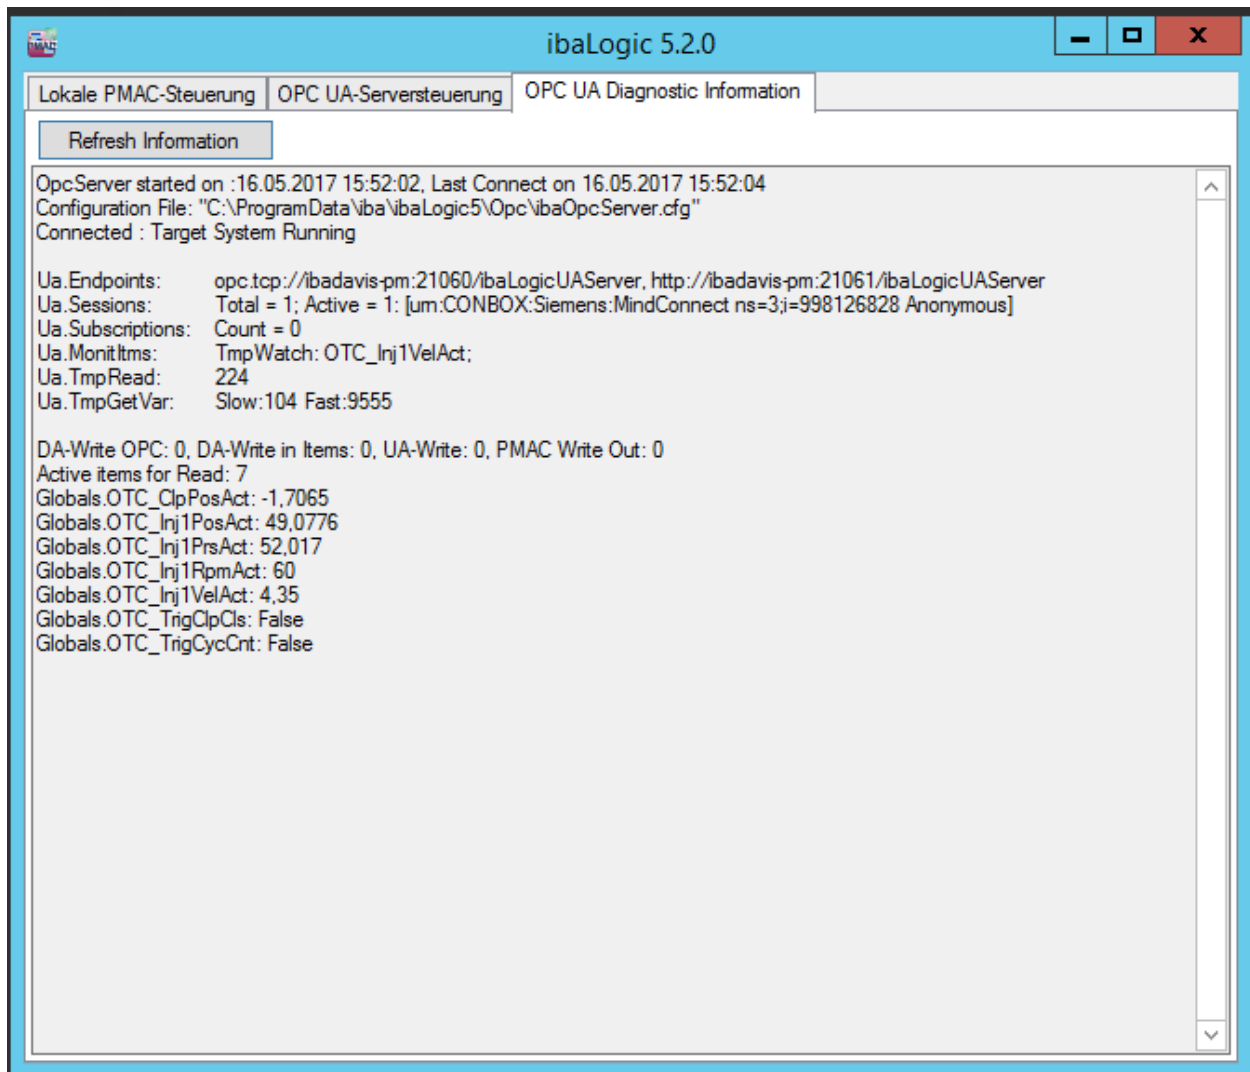 ibaLogic 5.2.0
Lokale PMAC-Steuerung OPC UA-Serversteuerung OPC UA Diagnostic Information
Refresh Information
OpcServer started on :16.05.2017 15:52:02, Last Connect on 16.05.2017 15:52:04
Configuration File: "C:\ProgramData\iba\ibaLogic5\Opc\ibaOpcServer.cfg"
Connected : Target System Running
Ua.Endpoints: opc.tcp://ibadavis-pm:21060/ibaLogicUAServer, http://ibadavis-pm:21061/ibaLogicUAServer
Ua.Sessions: Total = 1; Active = 1: [urn:CONBOX:Siemens:MindConnect ns=3;i=998126828 Anonymous]
Ua.Subscriptions: Count = 0
Ua.MonitItms: TmpWatch: OTC_Inj1VelAct;
Ua.TmpRead: 224
Ua.TmpGetVar: Slow:104 Fast:9555
DA-Write OPC: 0, DA-Write in Items: 0, UA-Write: 0, PMAC Write Out: 0
Active items for Read: 7
Globals.OTC_ClpPosAct: -1,7065
Globals.OTC_Inj1PosAct: 49,0776
Globals.OTC_Inj1PrsAct: 52,017
Globals.OTC_Inj1RpmAct: 60
Globals.OTC_Inj1VelAct: 4,35
Globals.OTC_TrigClpCls: False
Globals.OTC_TrigCycCnt: False